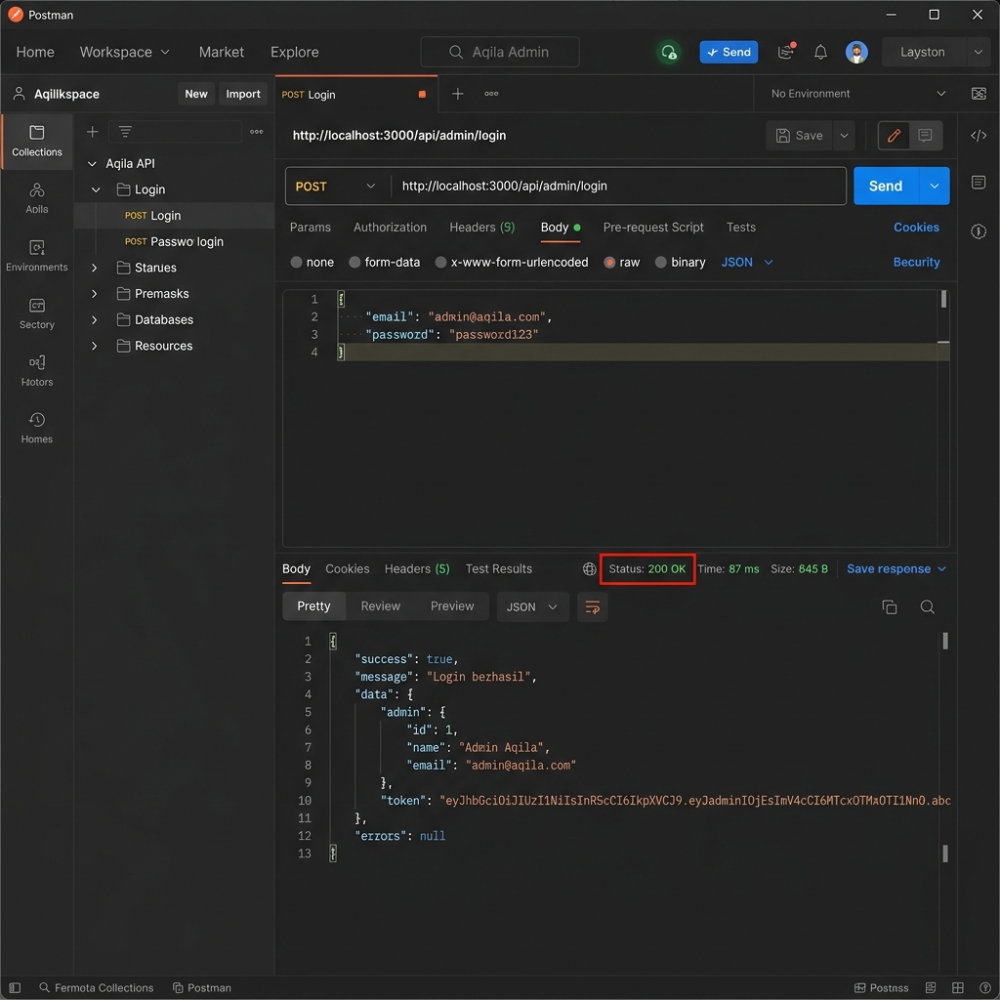 Postman
Home Workspace Market Explore Aqila Admin Send Layston
Aqilkspace New Import POST Login No Environment
http://localhost:3000/api/admin/login Save
Collections
Aqila API
Login
POST Login
POST Passwo login
Starues
Premasks
Databases
Resources
Environments
Sectory
Homes
POST http://localhost:3000/api/admin/login Send
Params Authorization Headers (9) Body Pre-request Script Tests Cookies
none form-data x-www-form-urlencoded raw binary JSON Becurity
1 {
2 "email": "admin@aqila.com",
3 "password": "password123"
4 }
Body Cookies Headers (5) Test Results Status: 200 OK Time: 87 ms Size: 845 B Save response
Pretty Review Preview JSON
1 {
2 "success": true,
3 "message": "Login bezhasil",
4 "data": {
5 "admin": {
6 "id": 1,
7 "name": "Admin Aqila",
8 "email": "admin@aqila.com"
9 },
10 "token":
11 },
12 "errors": null
13
Fermota Collections Postman Postnss